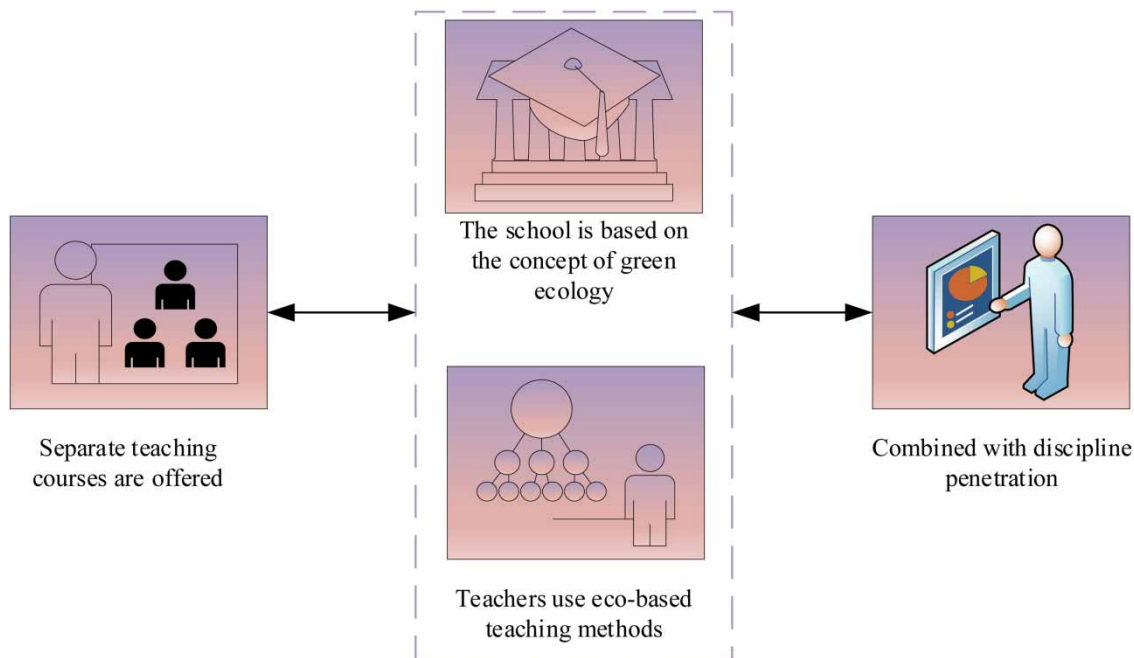 The school is based on
the concept of green
ecology
Separate teaching
courses are offered
Combined with discipline
penetration
Teachers use eco-based
teaching methods